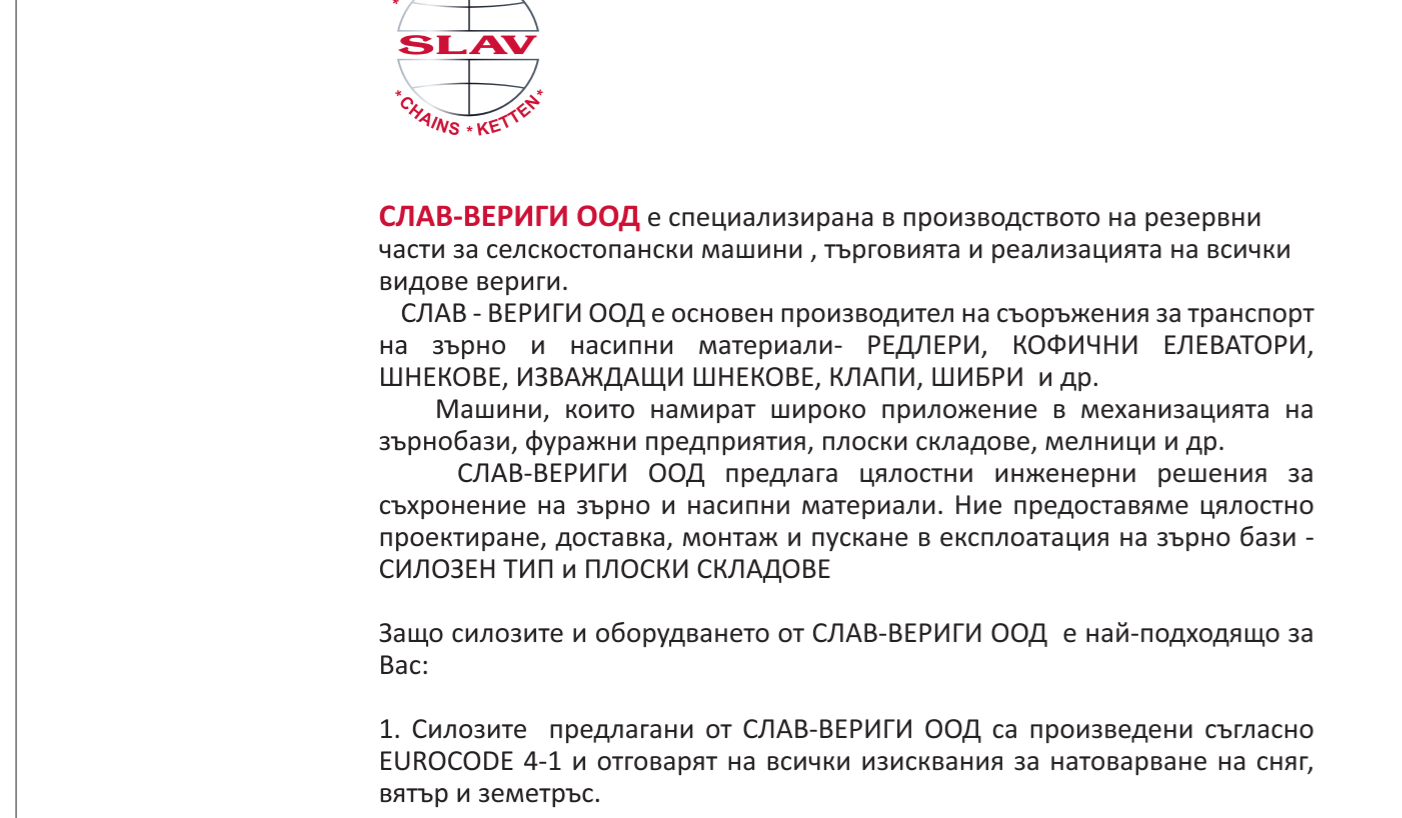 SLAV
* CHAINS * KETTEN *
СЛАВ-ВЕРИГИ ООД е специализирана в производството на резервни
части за селскостопански машини , търговията и реализацията на всички
видове вериги.
СЛАВ - ВЕРИГИ ООД е основен производител на съоръжения за транспорт
на зърно и насипни материали- РЕДЛЕРИ, КОФИЧНИ ЕЛЕВАТОРИ,
ШНЕКОВЕ, ИЗВАЖДАЩИ ШНЕКОВЕ, КЛАПИ, ШИБРИ и др.
Машини, които намират широко приложение в механизацията на
зърнобази, фуражни предприятия, плоски складове, мелници и др.
СЛАВ-ВЕРИГИ ООД предлага цялостни инженерни решения за
съхронение на зърно и насипни материали. Ние предоставяме цялостно
проектиране, доставка, монтаж и пускане в експлоатация на зърно бази -
СИЛОЗЕН ТИП и ПЛОСКИ СКЛАДОВЕ
Защо силозите и оборудването от СЛАВ-ВЕРИГИ ООД е най-подходящо за
Вас:
1. Силозите предлагани от СЛАВ-ВЕРИГИ ООД са произведени съгласно
EUROCODE 4-1 и отговарят на всички изисквания за натоварване на сняг,
вятър и земетръс.